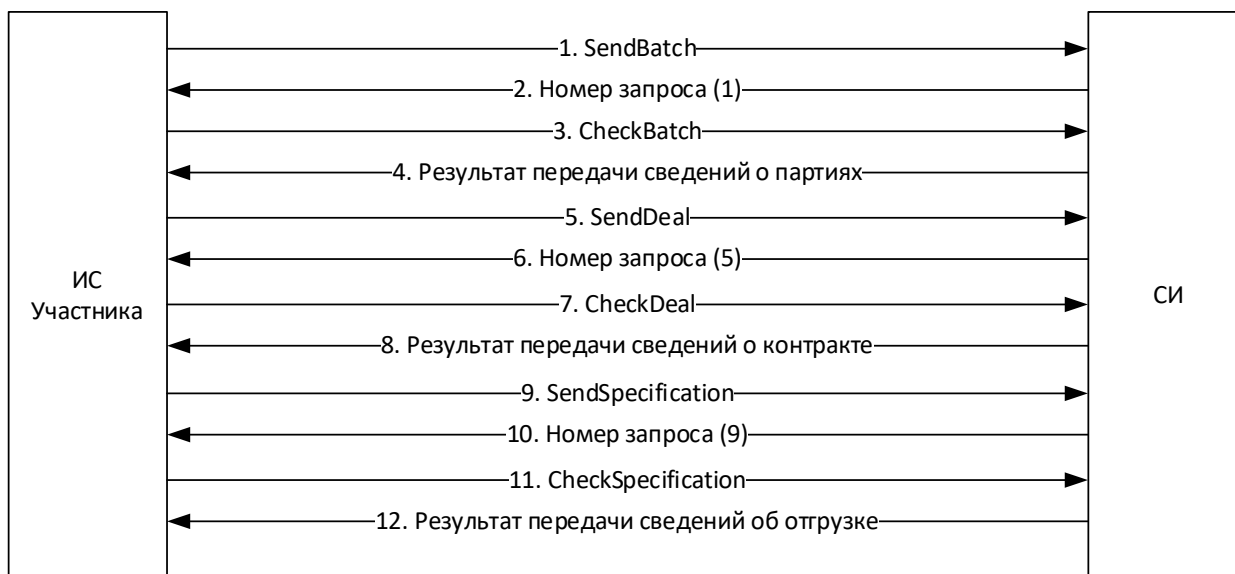 1. SendBatch
2. Номер запроса (1)
3. CheckBatch
4. Результат передачи сведений о партиях
5. SendDeal
6. Номер запроса (5)
ИС
Участника
7. CheckDeal
СИ
8. Результат передачи сведений о контракте
9. SendSpecification
10. Номер запроса (9)
11. CheckSpecification
12. Результат передачи сведений об отгрузке